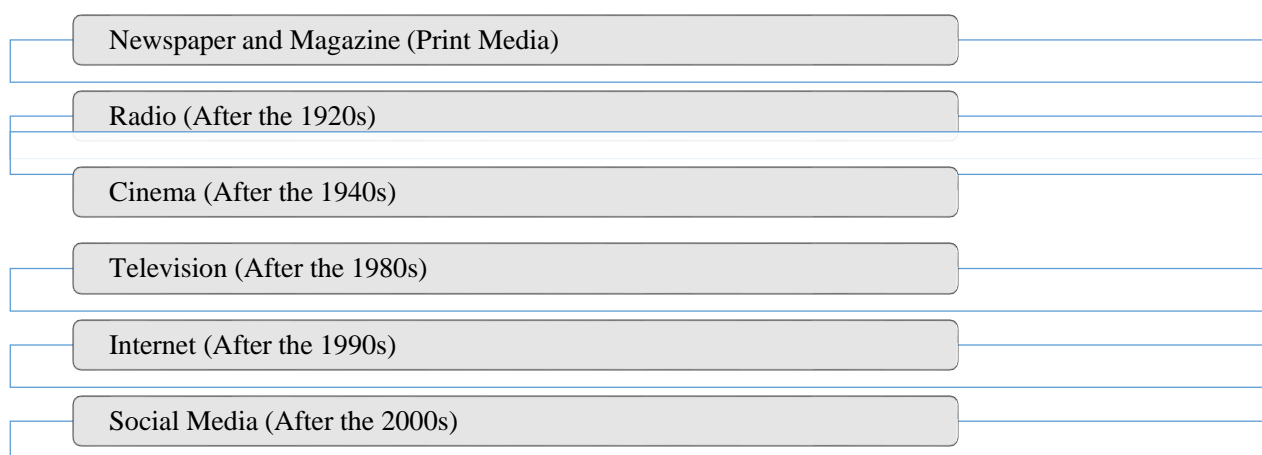 Newspaper and Magazine (Print Media)
Radio (After the 1920s)
Cinema (After the 1940s)
Television (After the 1980s)
Internet (After the 1990s)
Social Media (After the 2000s)